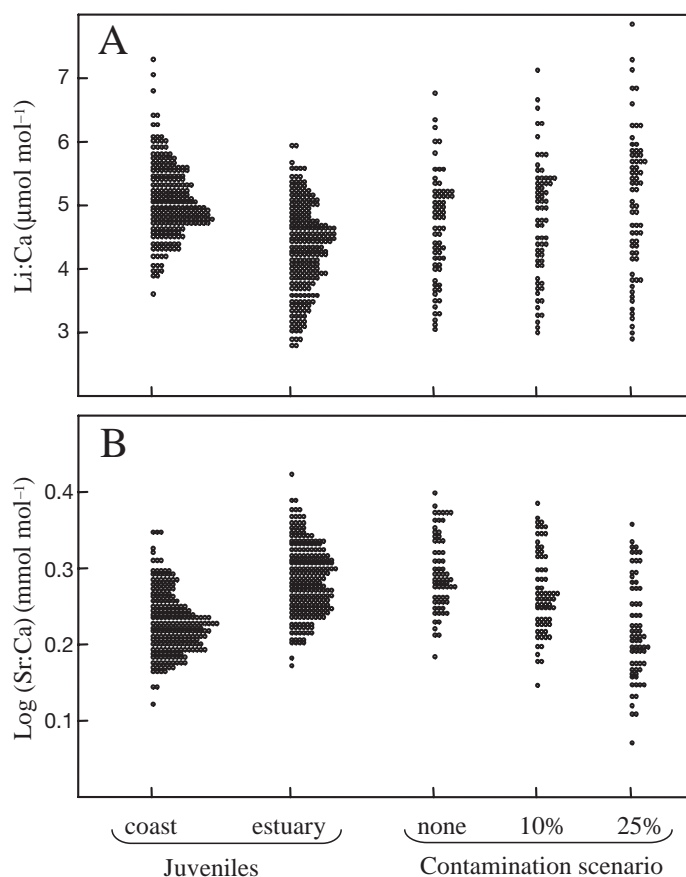 A
7
6
5
4
3
Li:Ca (µmol mol⁻¹)
B
0.4
0.3
0.2
0.1
Log (Sr:Ca) (mmol mol⁻¹)
coast estuary none 10% 25%
Juveniles Contamination scenario